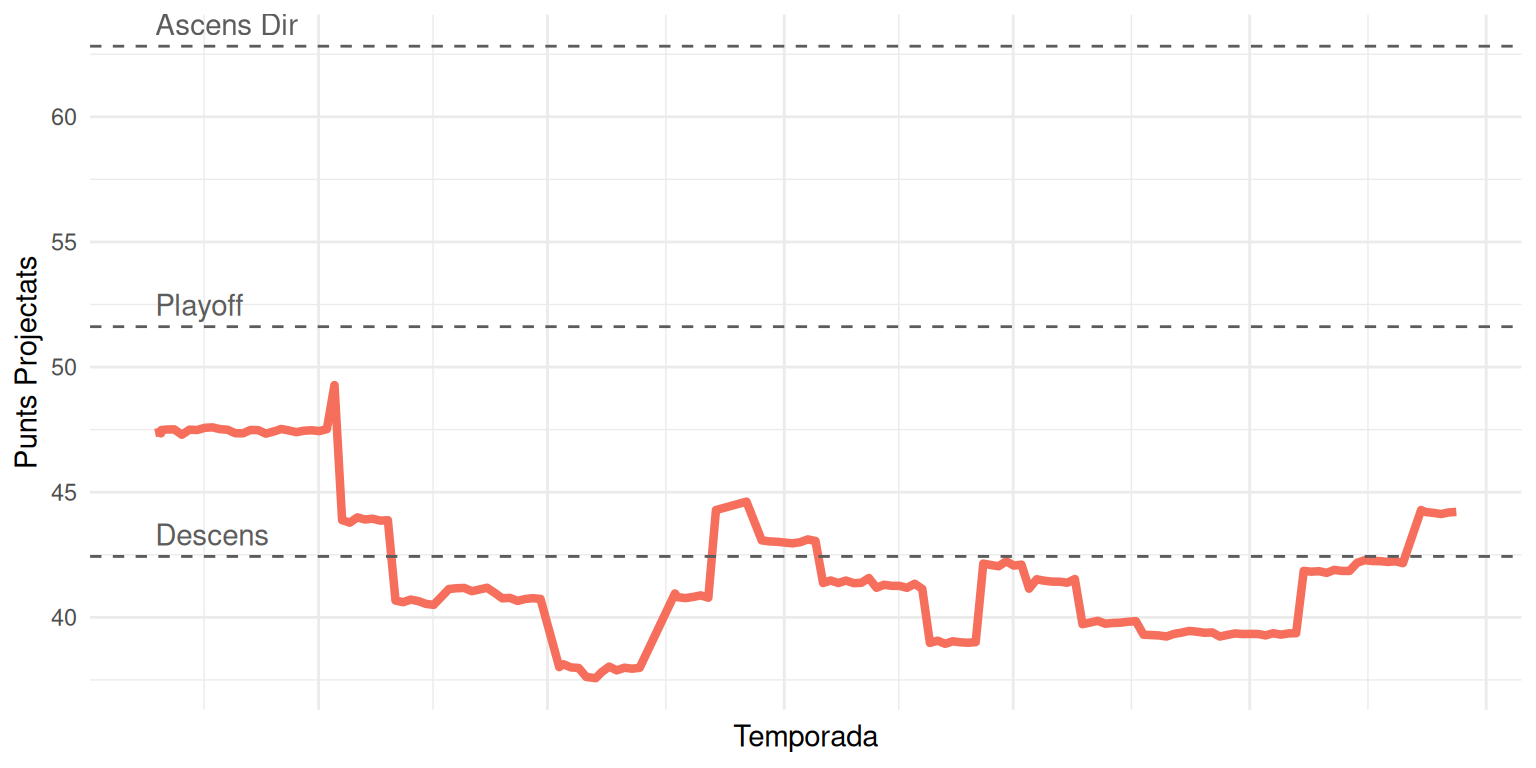 Ascens Dir
60
55
Playoff
50
45
Descens
40
Punts Projectats
Temporada